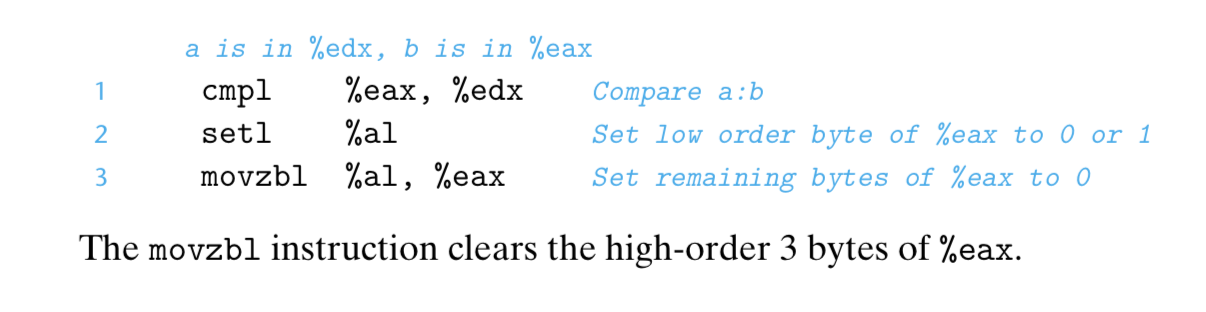 a is in %edx, b is in %eax
1 cmpl %eax, %edx Compare a:b
2 setl %al Set low order byte of %eax to 0 or 1
3 movzbl %al, %eax Set remaining bytes of %eax to 0
The movzbl instruction clears the high-order 3 bytes of %eax.